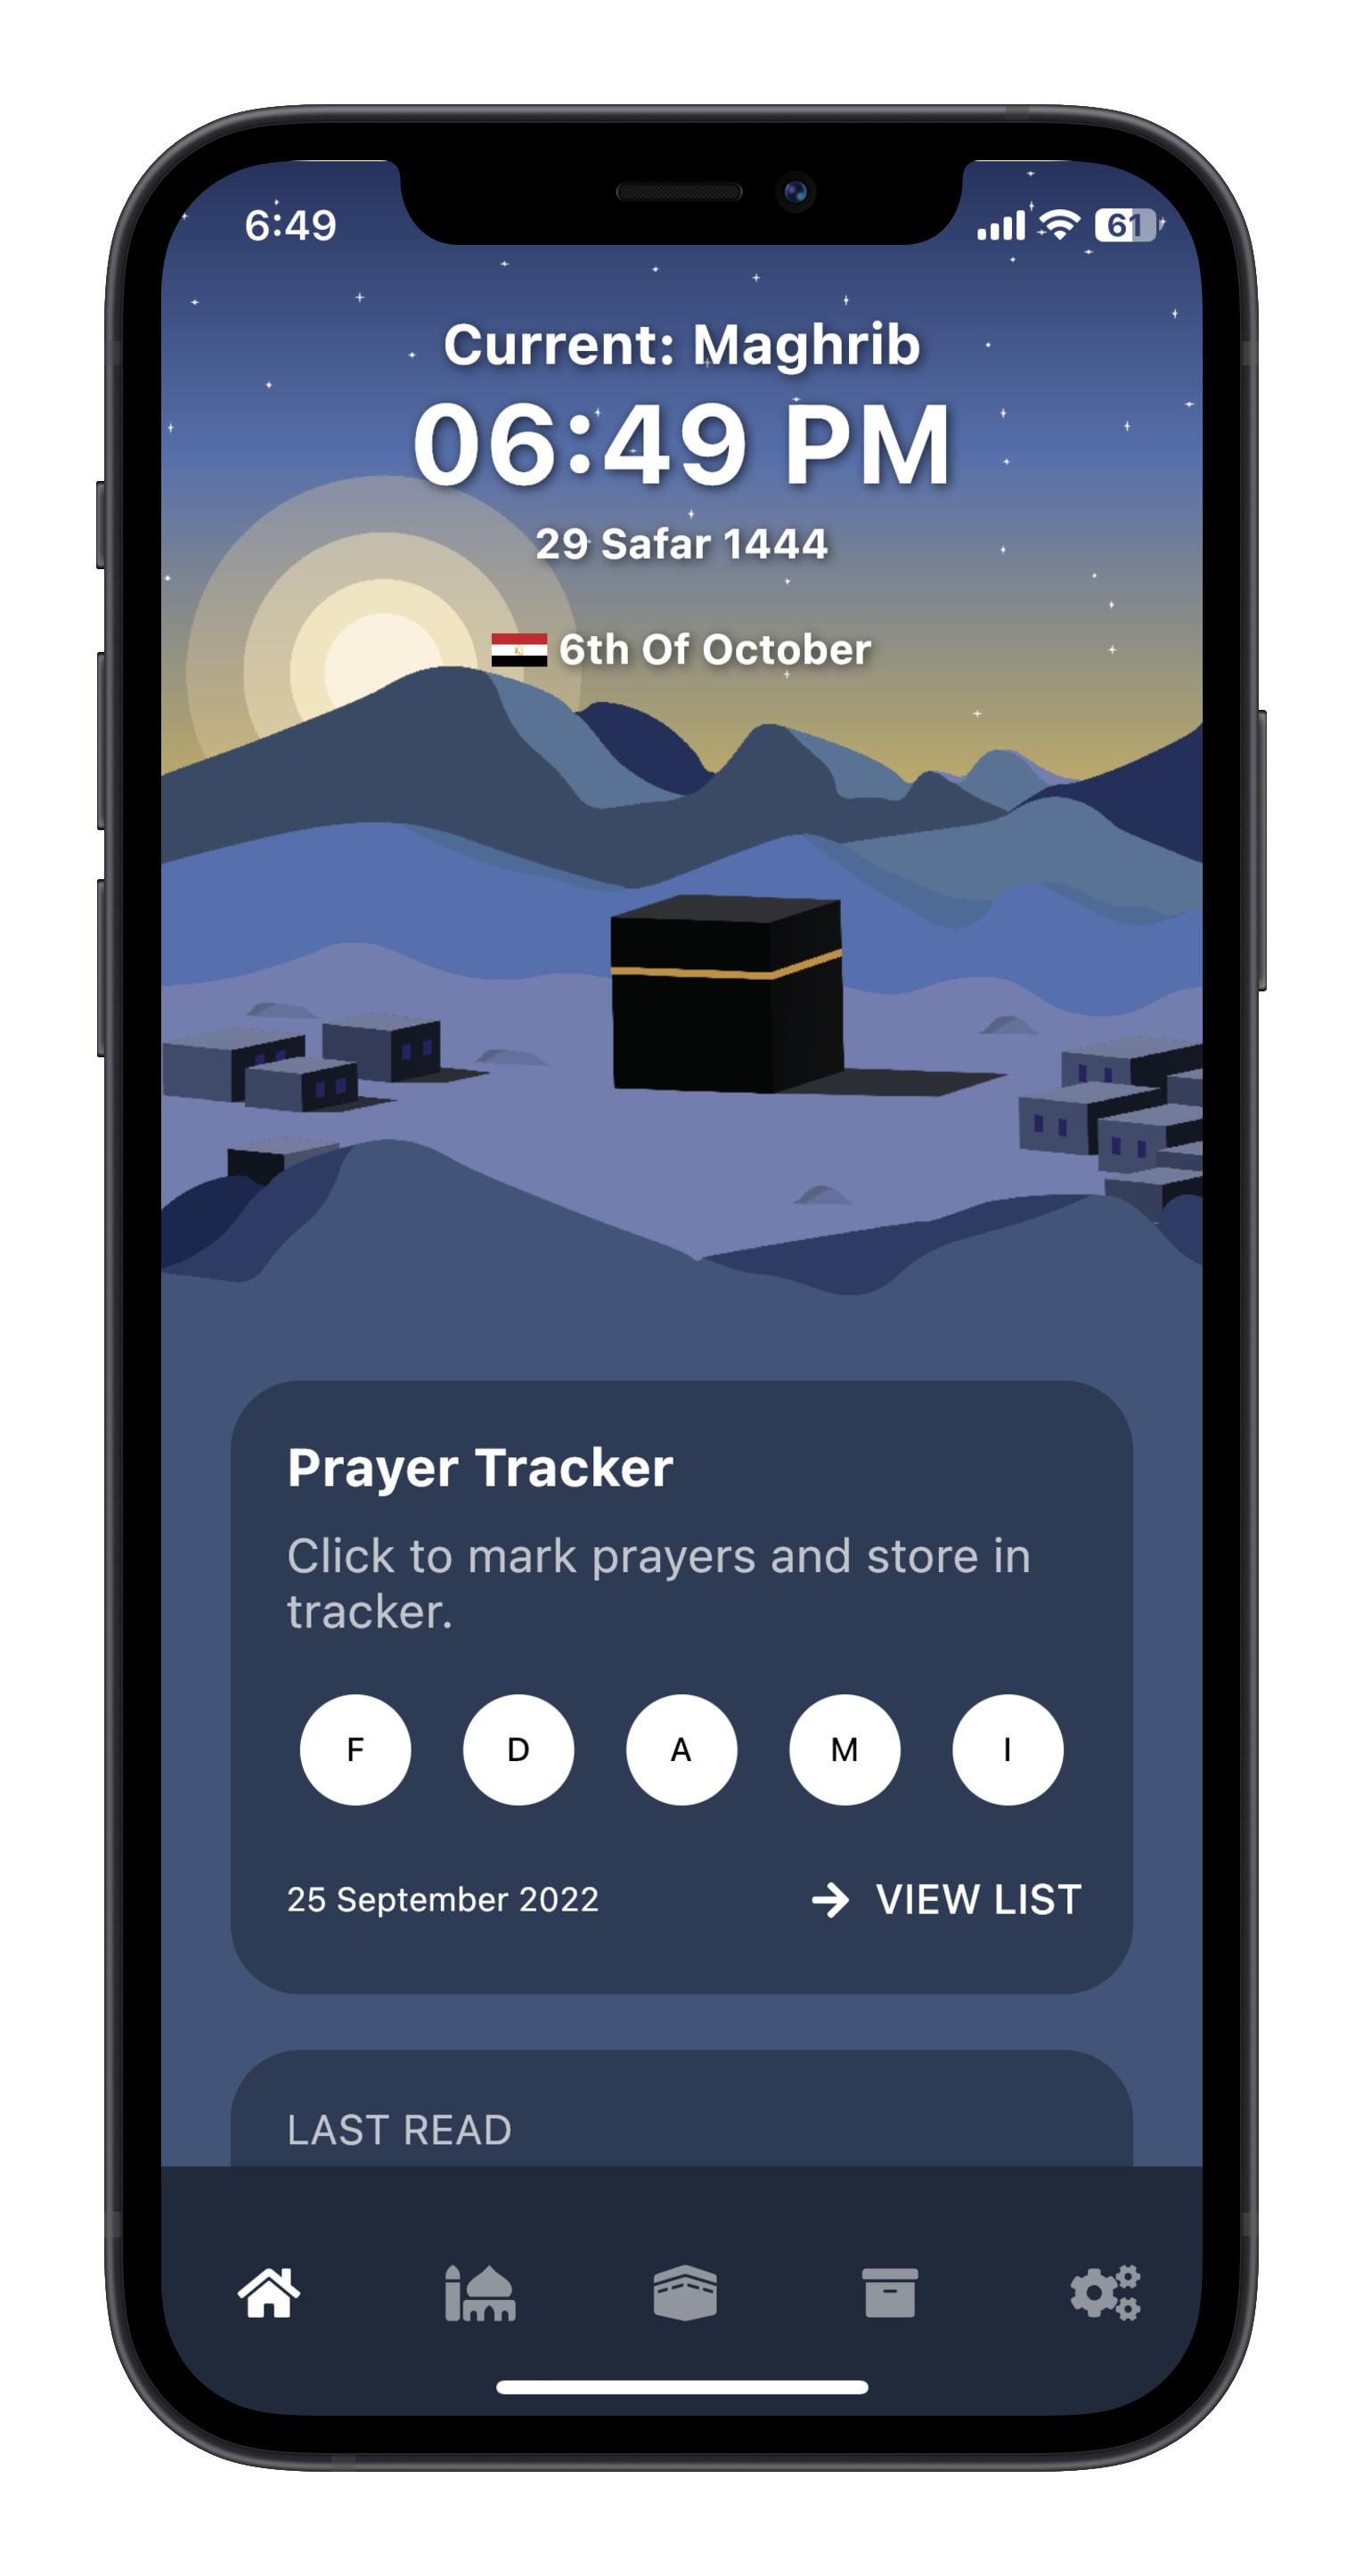 6:49
61
Current: Maghrib
06:49 PM
29 Safar 1444
6th Of October
Prayer Tracker
Click to mark prayers and store in
tracker.
F D A M I
25 September 2022 VIEW LIST
LAST READ